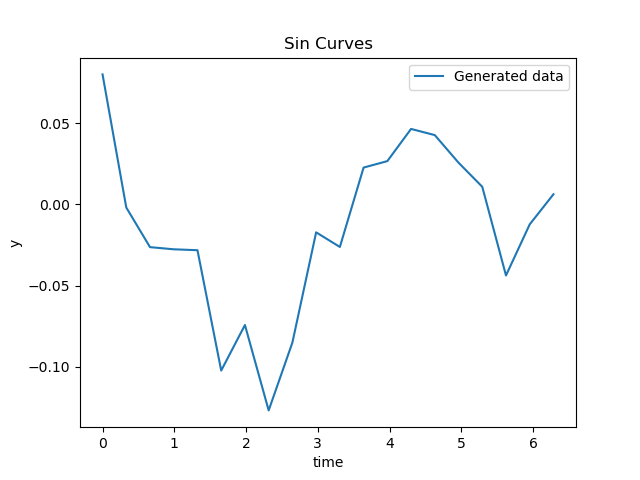 Sin Curves
Generated data
0.05
0.00
−0.05
−0.10
y
0 1 2 3 4 5 6
time